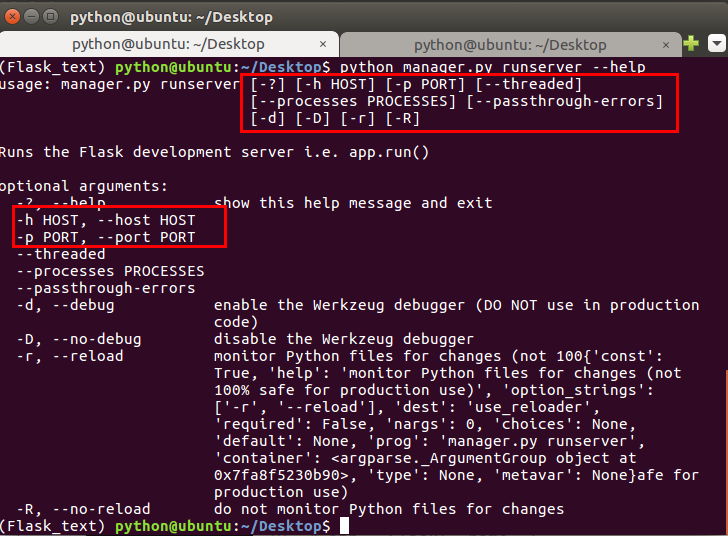 python@ubuntu: ~/Desktop
python@ubuntu: ~/Desktop × python@ubuntu: ~/Desktop ×
(Flask_text) python@ubuntu:~/Desktop$ python manager.py runserver --help
usage: manager.py runserver [-?] [-h HOST] [-p PORT] [--threaded]
[--processes PROCESSES] [--passthrough-errors]
[-d] [-D] [-r] [-R]
Runs the Flask development server i.e. app.run()
optional arguments:
-?, --help show this help message and exit
-h HOST, --host HOST
-p PORT, --port PORT
--threaded
--processes PROCESSES
--passthrough-errors
-d, --debug enable the Werkzeug debugger (DO NOT use in production
code)
-D, --no-debug disable the Werkzeug debugger
-r, --reload monitor Python files for changes (not 100{'const':
True, 'help': 'monitor Python files for changes (not
100% safe for production use)', 'option_strings':
['-r', '--reload'], 'dest': 'use_reloader',
'required': False, 'nargs': 0, 'choices': None,
'default': None, 'prog': 'manager.py runserver',
'container': <argparse._ArgumentGroup object at
0x7fa8f5230b90>, 'type': None, 'metavar': None}afe for
production use)
-R, --no-reload do not monitor Python files for changes
(Flask_text) python@ubuntu:~/Desktop$